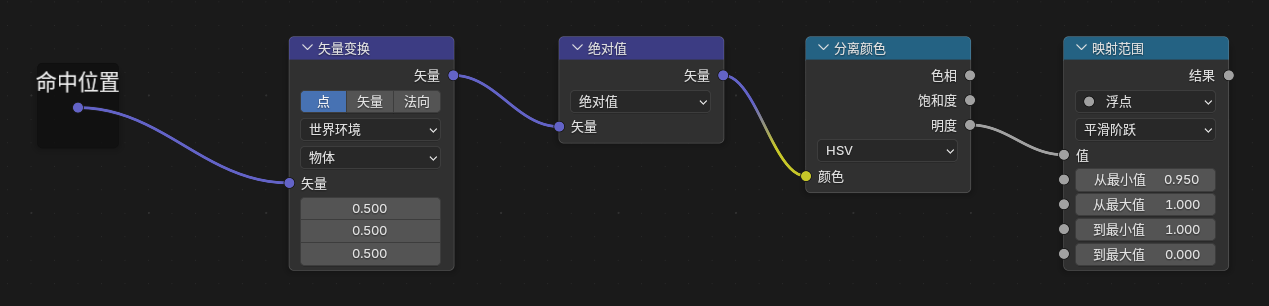 命中位置
矢量变换
矢量
点 矢量 法向
世界环境
物体
矢量
0.500
0.500
0.500
绝对值
矢量
绝对值
矢量
分离颜色
色相
饱和度
明度
HSV
颜色
映射范围
结果
浮点
平滑阶跃
值
从最小值 0.950
从最大值 1.000
到最小值 1.000
到最大值 0.000